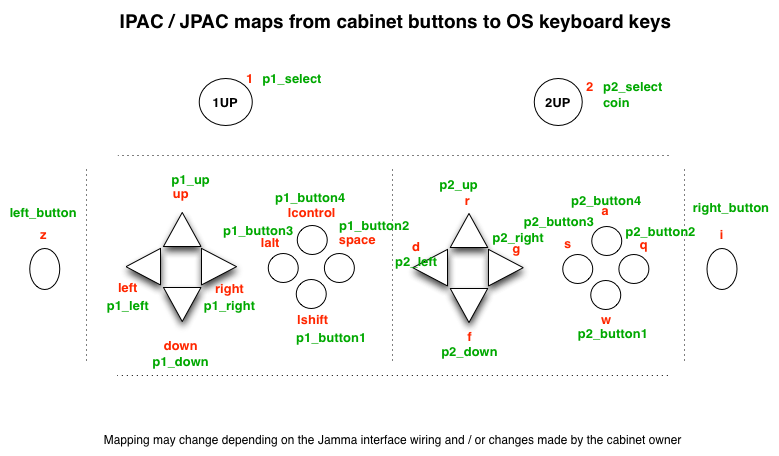 IPAC / JPAC maps from cabinet buttons to OS keyboard keys
1 p1_select
1UP
2 p2_select
coin
2UP
left_button
z
p1_up
up
left
p1_left
right
p1_right
down
p1_down
p1_button4
lcontrol
p1_button3
lalt
p1_button2
space
lshift
p1_button1
p2_up
r
d
p2_left
p2_right
g
f
p2_down
p2_button4
a
p2_button3
s
p2_button2
q
w
p2_button1
right_button
i
Mapping may change depending on the Jamma interface wiring and / or changes made by the cabinet owner